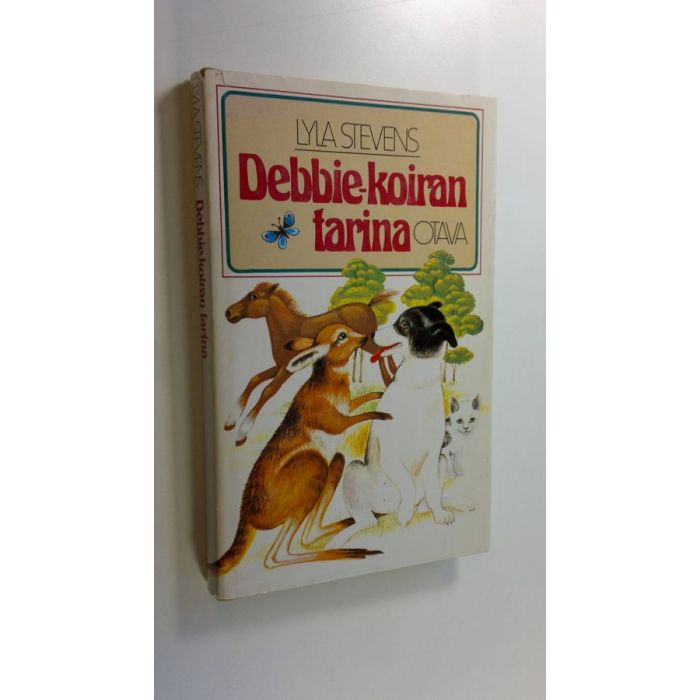 LYLA STEVENS
Debbie-koiran
tarina
OTAVA
LYLA STEVENS Debbie-koiran tarina